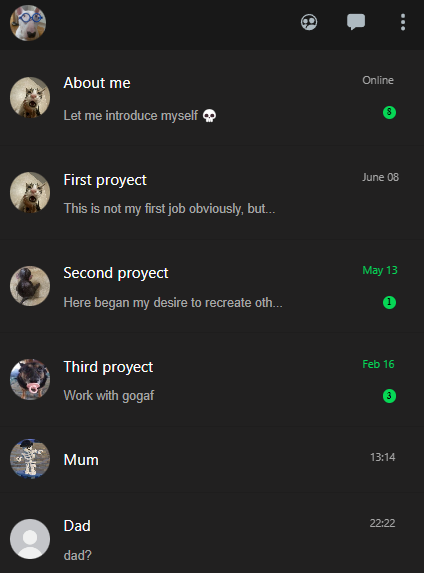 About me
Online
Let me introduce myself 💀
8
First proyect
June 08
This is not my first job obviously, but...
Second proyect
May 13
Here began my desire to recreate oth...
1
Third proyect
Feb 16
Work with gogaf
3
Mum
13:14
Dad
22:22
dad?